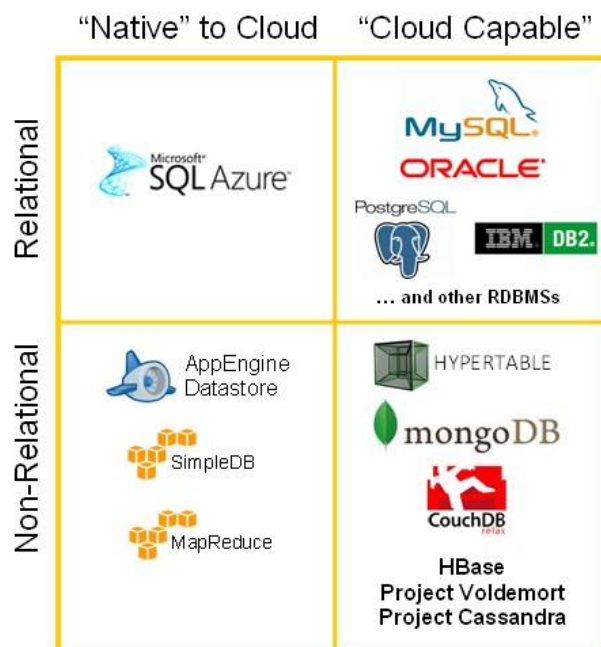 “Native” to Cloud
“Cloud Capable”
Relational
Microsoft®
SQL Azure™
MySQL®
ORACLE®
PostgreSQL
IBM® DB2®
... and other RDBMSs
Non-Relational
AppEngine
Datastore
SimpleDB
MapReduce
HYPERTABLE
mongoDB
CouchDB
relax
HBase
Project Voldemort
Project Cassandra